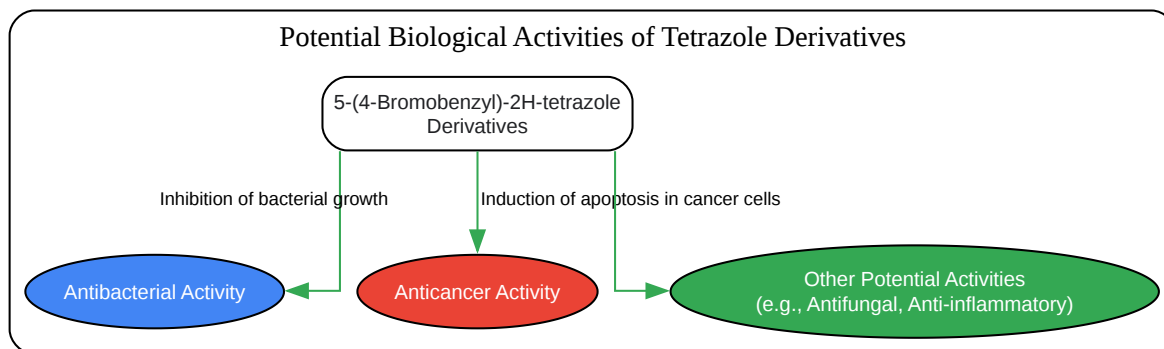 Potential Biological Activities of Tetrazole Derivatives
5-(4-Bromobenzyl)-2H-tetrazole
Derivatives
Inhibition of bacterial growth
Induction of apoptosis in cancer cells
Antibacterial Activity
Anticancer Activity
Other Potential Activities
(e.g., Antifungal, Anti-inflammatory)